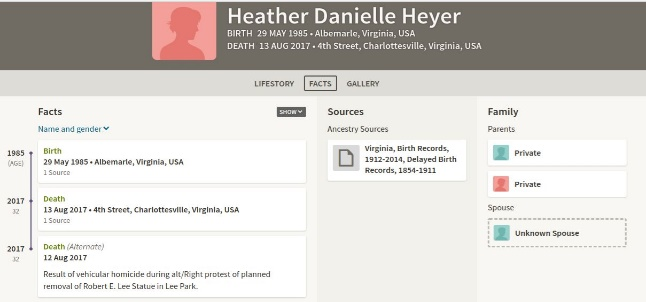 Heather Danielle Heyer
BIRTH 29 MAY 1985 • Albemarle, Virginia, USA
DEATH 13 AUG 2017 • 4th Street, Charlottesville, Virginia, USA
LIFESTORY FACTS GALLERY
Facts SHOW
Name and gender
1985
(AGE)
Birth
29 May 1985 • Albemarle, Virginia, USA
1 Source
2017
32
Death
13 Aug 2017 • 4th Street, Charlottesville, Virginia, USA
1 Source
2017
32
Death (Alternate)
12 Aug 2017
Result of vehicular homicide during alt/Right protest of planned
removal of Robert E. Lee Statue in Lee Park.
Sources
Ancestry Sources
Virginia, Birth Records,
1912-2014, Delayed Birth
Records, 1854-1911
Family
Parents
Private
Private
Spouse
Unknown Spouse